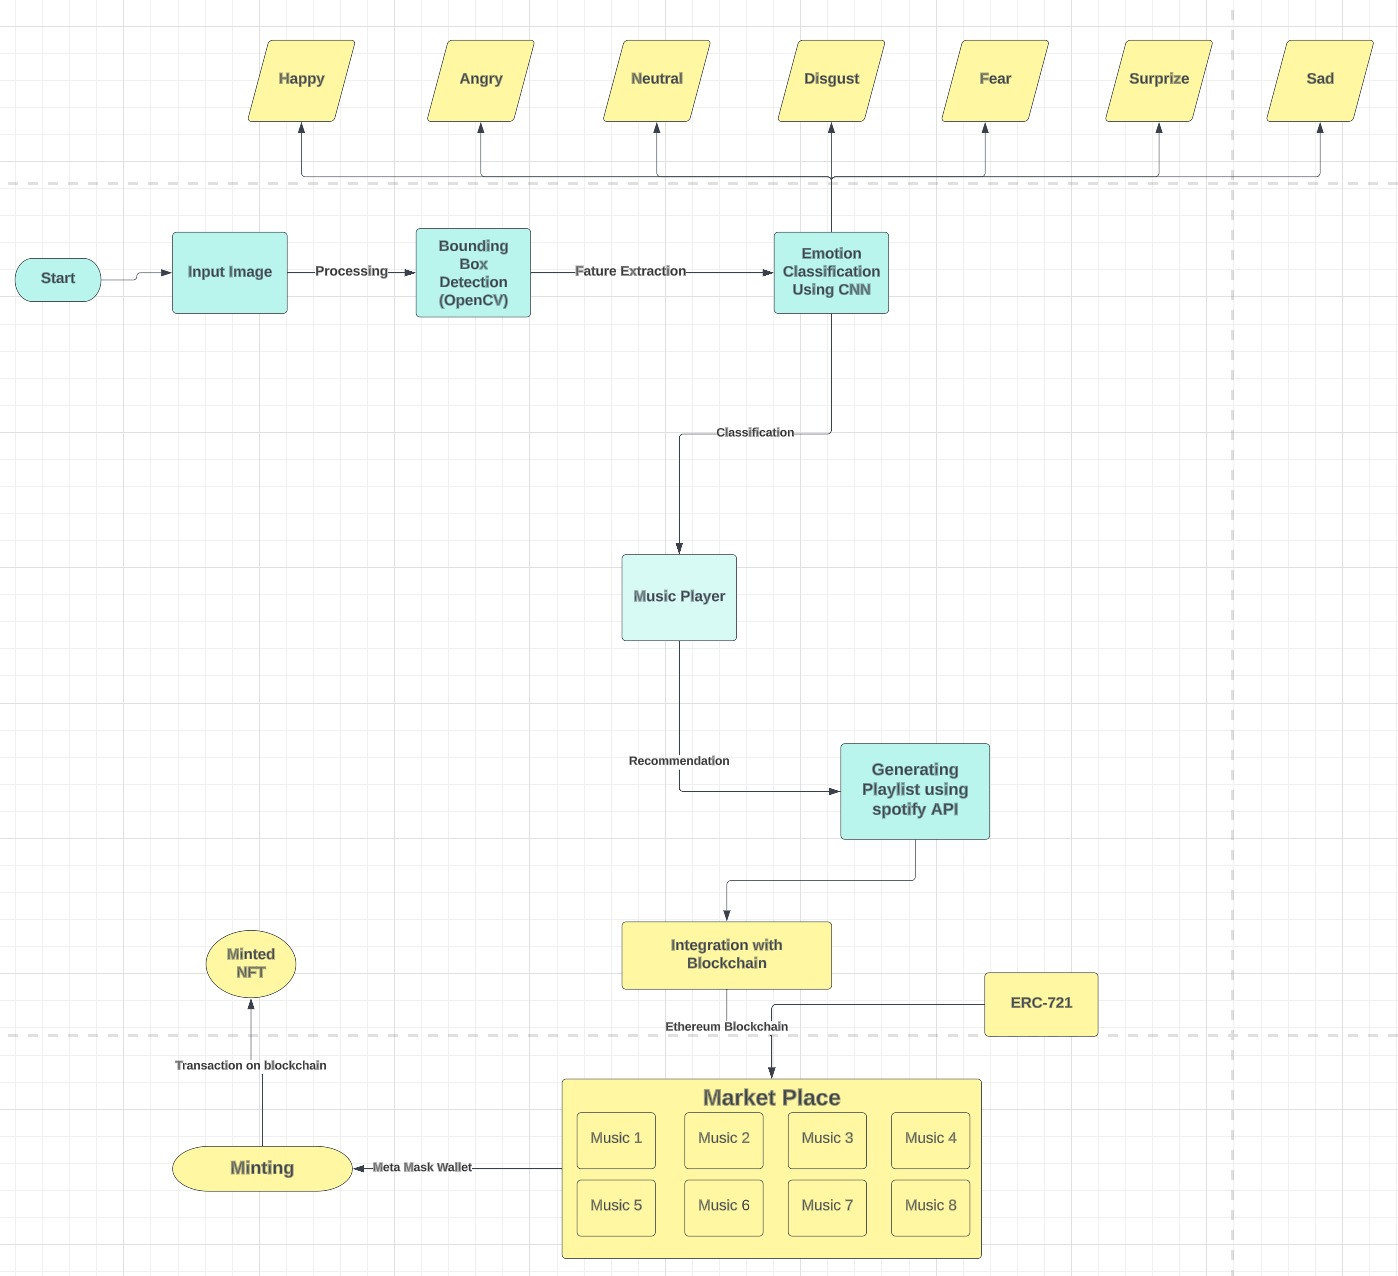 Happy
Angry
Neutral
Disgust
Fear
Surprize
Sad
Start
Input Image
Processing
Bounding
Box
Detection
(OpenCV)
Fature Extraction
Emotion
Classification
Using CNN
Classification
Music Player
Recommendation
Generating
Playlist using
spotify API
Integration with
Blockchain
Minted
NFT
ERC-721
Ethereum Blockchain
Transaction on blockchain
Market Place
Music 1
Music 2
Music 3
Music 4
Minting
Meta Mask Wallet
Music 5
Music 6
Music 7
Music 8